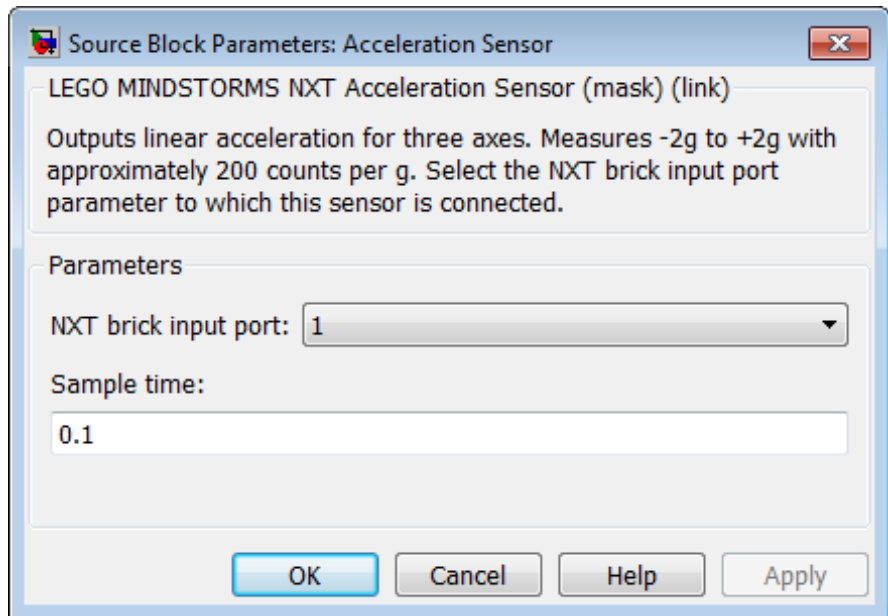 Source Block Parameters: Acceleration Sensor
LEGO MINDSTORMS NXT Acceleration Sensor (mask) (link)
Outputs linear acceleration for three axes. Measures -2g to +2g with
approximately 200 counts per g. Select the NXT brick input port
parameter to which this sensor is connected.
Parameters
NXT brick input port: 1
Sample time:
0.1
OK Cancel Help Apply